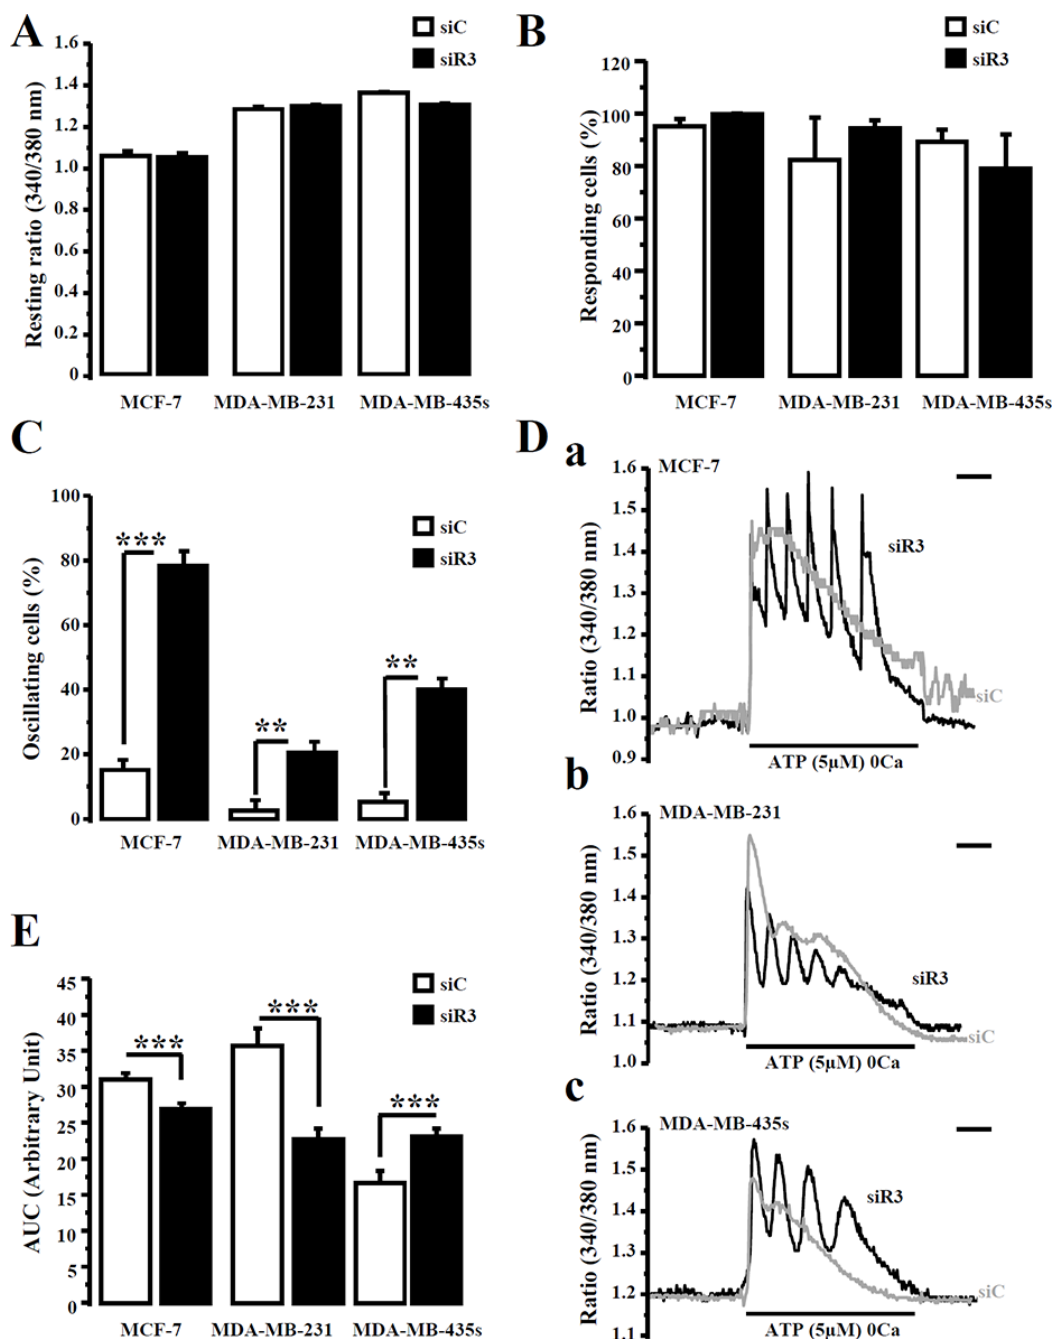 A
siC
siR3
Resting ratio (340/380 nm)
1.6
1.4
1.2
1.0
0.8
0.6
0.4
0.2
0
MCF-7 MDA-MB-231 MDA-MB-435s
B
siC
siR3
Responding cells (%)
120
100
80
60
40
20
0
MCF-7 MDA-MB-231 MDA-MB-435s
C
siC
siR3
Oscillating cells (%)
100
80
60
40
20
0
***
**
**
MCF-7 MDA-MB-231 MDA-MB-435s
D
a
MCF-7
Ratio (340/380 nm)
1.6
1.5
1.4
1.3
1.2
1.1
1.0
0.9
siR3
siC
ATP (5µM) 0Ca
b
MDA-MB-231
Ratio (340/380 nm)
1.6
1.5
1.4
1.3
1.2
1.1
1.0
siR3
siC
ATP (5µM) 0Ca
c
MDA-MB-435s
Ratio (340/380 nm)
1.6
1.5
1.4
1.3
1.2
1.1
siR3
siC
ATP (5µM) 0Ca
E
siC
siR3
AUC (Arbitrary Unit)
45
40
35
30
25
20
15
10
5
0
***
***
***
MCF-7 MDA-MB-231 MDA-MB-435s